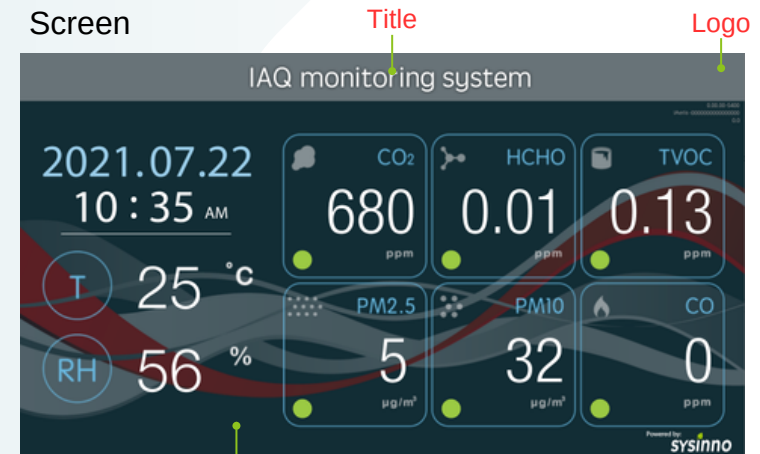 Screen
Title
Logo
IAQ monitoring system
2021.07.22
10 : 35 AM
T 25 °C
RH 56 %
CO₂
680
ppm
HCHO
0.01
ppm
TVOC
0.13
ppm
PM2.5
5
μg/m³
PM10
32
μg/m³
CO
0
ppm
Powered by:
sysinno